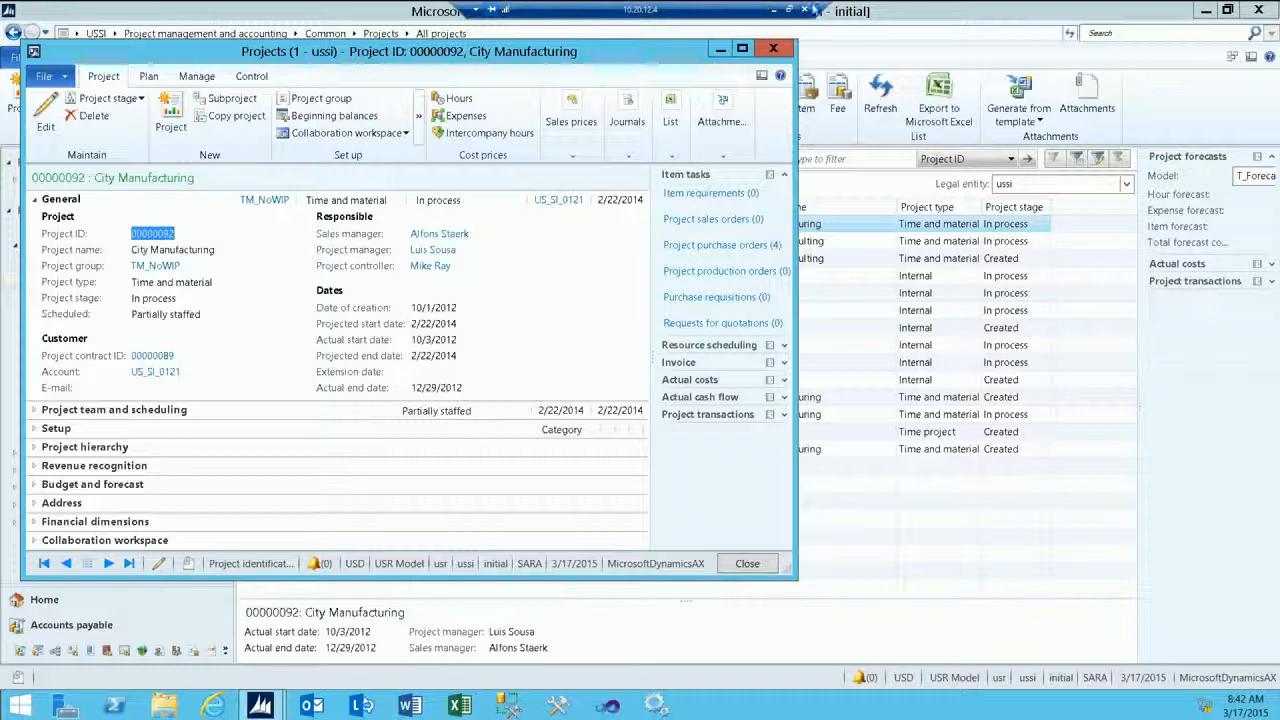 Microsoft
10.20.12.4
- initial]
USSI
Project management and accounting
Common
Projects
All projects
Search
Projects (1 - ussi) - Project ID: 00000092, City Manufacturing
File
Project
Plan
Manage
Control
Edit
Project stage
Delete
Maintain
Project
Subproject
Copy project
New
Project group
Beginning balances
Collaboration workspace
Set up
Hours
Expenses
Intercompany hours
Cost prices
Sales prices
Journals
List
Attachme...
Fee
Refresh
Export to
Microsoft Excel
List
Generate from
template
Attachments
Attachments
ype to filter
Project ID
Legal entity:
ussi
00000092 : City Manufacturing
General
TM_NoWIP
Time and material
In process
US_SI_0121
2/22/2014
Project
Project ID:
00000092
Project name:
City Manufacturing
Project group:
TM_NoWIP
Project type:
Time and material
Project stage:
In process
Scheduled:
Partially staffed
Customer
Project contract ID:
00000089
Account:
US_SI_0121
E-mail:
Responsible
Sales manager:
Alfons Staerk
Project manager:
Luis Sousa
Project controller:
Mike Ray
Dates
Date of creation:
10/1/2012
Projected start date:
2/22/2014
Actual start date:
10/3/2012
Projected end date:
2/22/2014
Extension date:
Actual end date:
12/29/2012
Project team and scheduling
Partially staffed
2/22/2014
2/22/2014
Setup
Category
Project hierarchy
Revenue recognition
Budget and forecast
Address
Financial dimensions
Collaboration workspace
Item tasks
Item requirements (0)
Project sales orders (0)
Project purchase orders (4)
Project production orders (0)
Purchase requisitions (0)
Requests for quotations (0)
Resource scheduling
Invoice
Actual costs
Actual cash flow
Project transactions
Project identificat...
(0)
USD
USR Model
usr
ussi
initial
SARA
3/17/2015
MicrosoftDynamicsAX
Close
Project type
Project stage
uring
Time and material
In process
ulting
Time and material
In process
ulting
Time and material
Created
Internal
In process
Internal
In process
Internal
In process
Internal
Created
Internal
In process
Internal
In process
Internal
Created
uring
Time and material
Created
uring
Time and material
In process
Time project
Created
uring
Time and material
Created
Project forecasts
Model:
T_Foreca
Hour forecast:
Expense forecast:
Item forecast:
Total forecast co...
Actual costs
Project transactions
Home
Accounts payable
00000092: City Manufacturing
Actual start date: 10/3/2012
Project manager: Luis Sousa
Actual end date: 12/29/2012
Sales manager: Alfons Staerk
(0)
USD
USR Model
usr
ussi
initial
SARA
3/17/2015
MicrosoftDynamicsAX
8:42 AM
3/17/2015